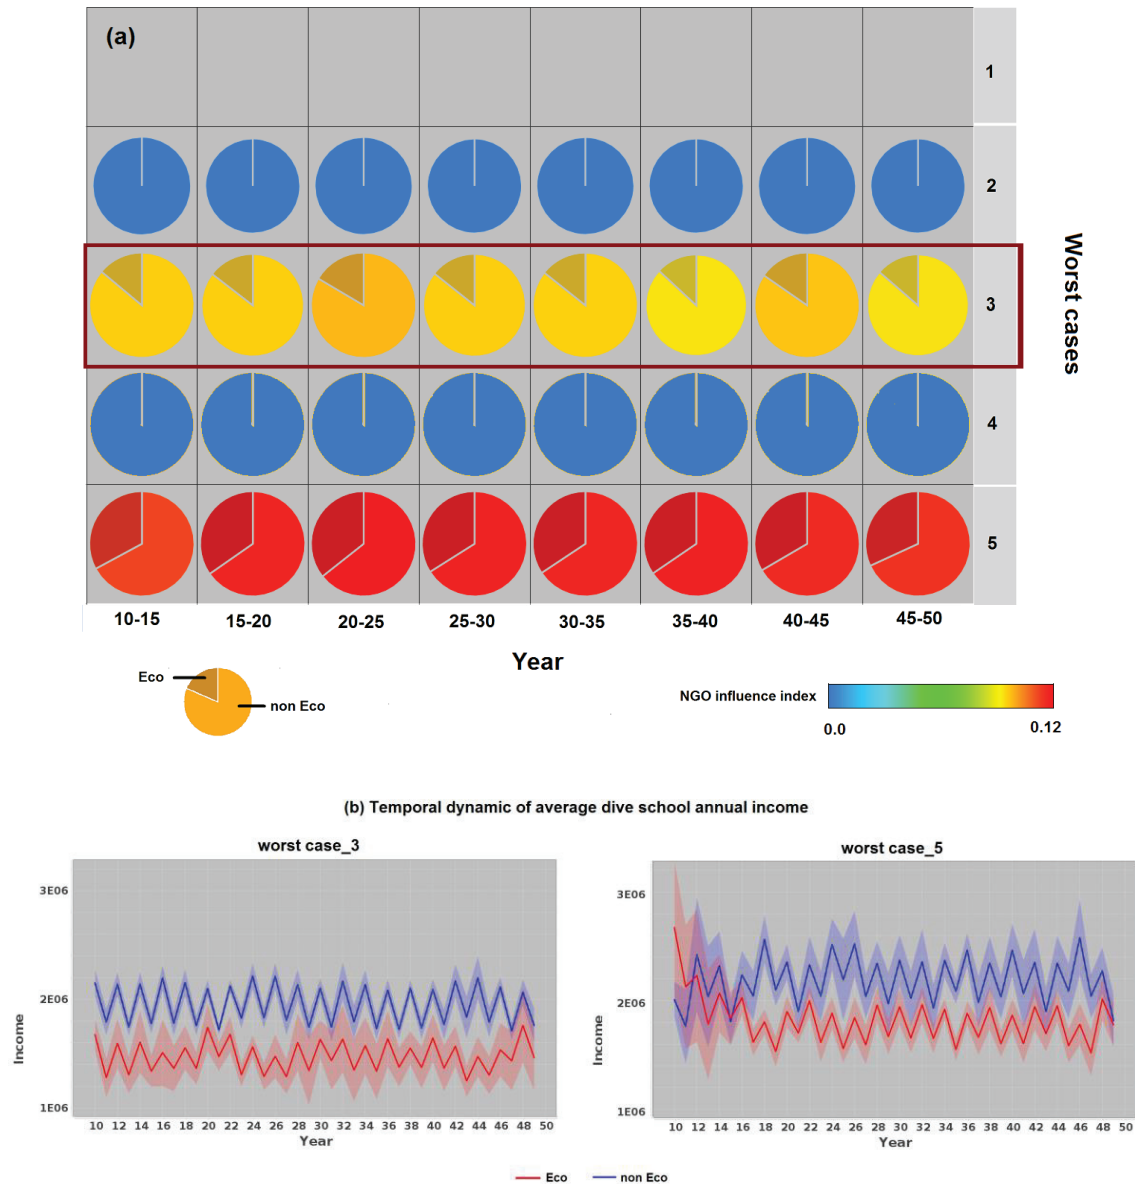 (a)
1
2
3
4
5
Worst cases
10-15 15-20 20-25 25-30 30-35 35-40 40-45 45-50
Year
Eco
non Eco
NGO influence index
0.0 0.12
(b) Temporal dynamic of average dive school annual income
worst case_3
3E06
2E06
1E06
Income
10 12 14 16 18 20 22 24 26 28 30 32 34 36 38 40 42 44 46 48 50
Year
worst case_5
3E06
2E06
1E06
Income
10 12 14 16 18 20 22 24 26 28 30 32 34 36 38 40 42 44 46 48 50
Year
Eco non Eco